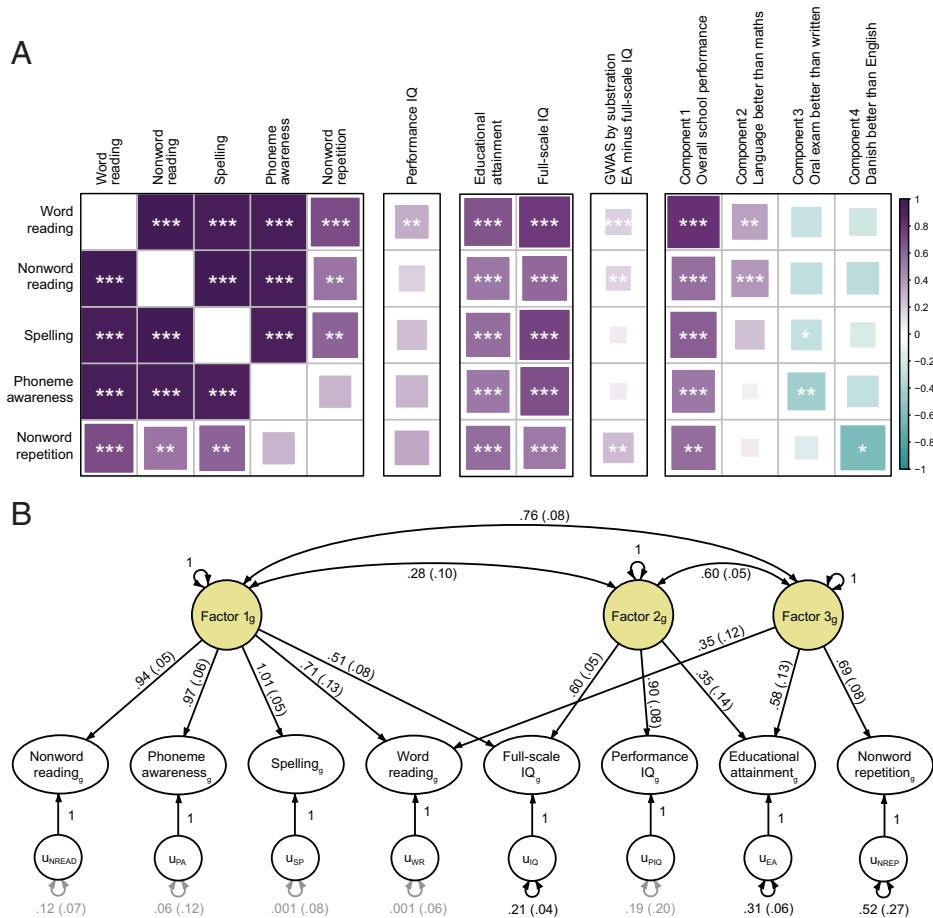 A
Word
reading
Nonword
reading
Spelling
Phoneme
awareness
Nonword
repetition
Performance IQ
Educational
attainment
Full-scale IQ
GWAS by substration
EA minus full-scale IQ
Component 1
Overall school performance
Component 2
Language better than maths
Component 3
Oral exam better than written
Component 4
Danish better than English
Word
reading
*** *** *** *** ** *** *** *** *** **
Nonword
reading
*** *** *** ** *** *** ** *** ***
Spelling
*** *** *** ** *** *** *** *
Phoneme
awareness
*** *** *** *** *** *** **
Nonword
repetition
*** ** ** *** *** ** ** *
1
0.8
0.6
0.4
0.2
0
-0.2
-0.4
-0.6
-0.8
-1
B
.76 (.08)
1
.28 (.10)
1
.60 (.05)
1
Factor 1g
Factor 2g
Factor 3g
.94 (.05)
.97 (.06)
1.01 (.05)
.71 (.13)
.51 (.08)
.60 (.05)
.90 (.08)
.35 (.14)
.35 (.12)
.58 (.13)
.69 (.08)
Nonword
reading g
Phoneme
awareness g
Spelling g
Word
reading g
Full-scale
IQ g
Performance
IQ g
Educational
attainment g
Nonword
repetition g
1 1 1 1 1 1 1 1
uNREAD uPA uSP uWR uIQ uPIQ uEA uNREP
.12 (.07) .06 (.12) .001 (.08) .001 (.06) .21 (.04) .19 (.20) .31 (.06) .52 (.27)